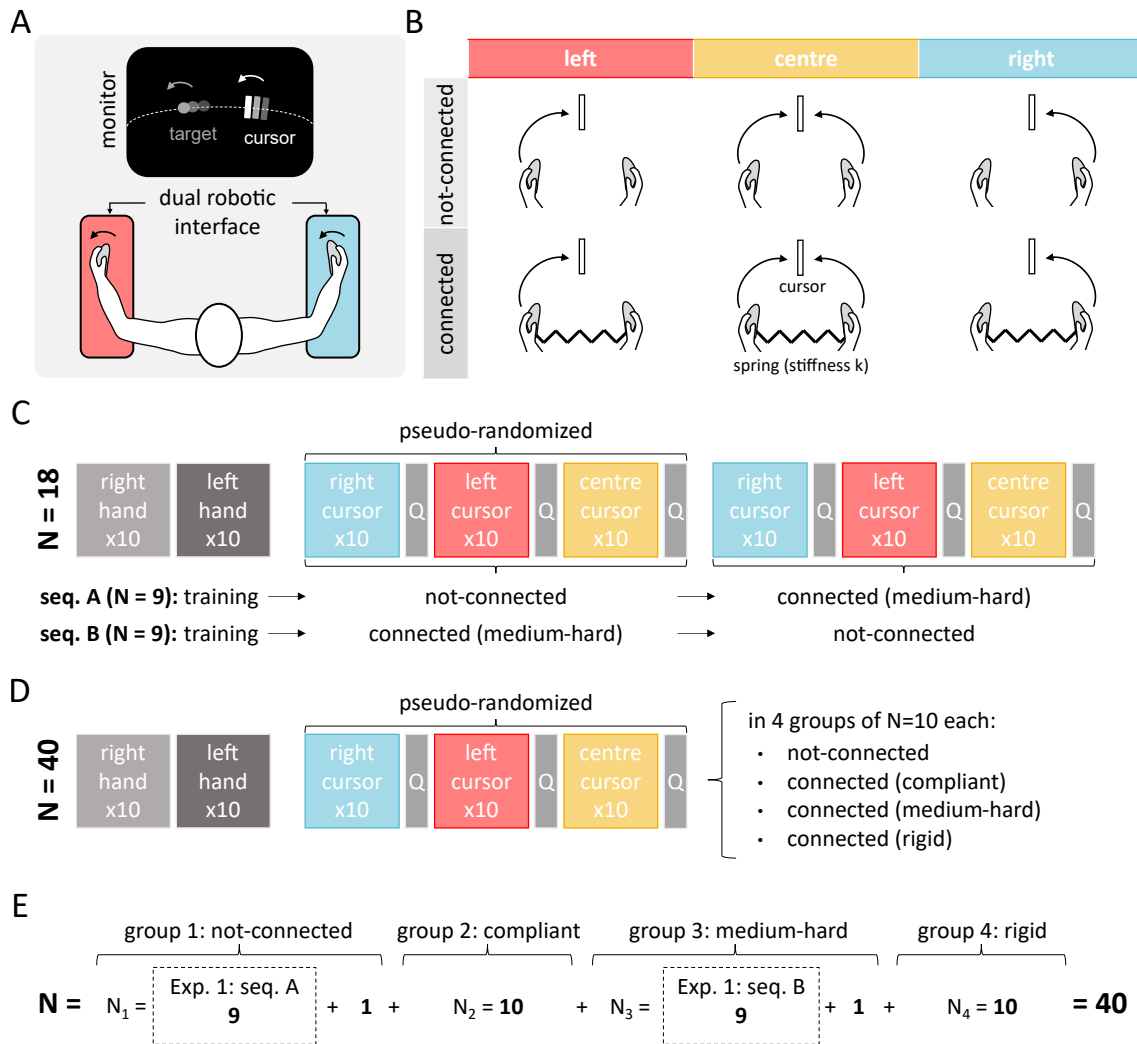 A
monitor
target
cursor
dual robotic
interface
B
left
centre
right
not-connected
connected
cursor
spring (stiffness k)
C
N = 18
pseudo-randomized
right
hand
x10
left
hand
x10
right
cursor
x10
Q
left
cursor
x10
Q
centre
cursor
x10
Q
right
cursor
x10
Q
left
cursor
x10
Q
centre
cursor
x10
Q
seq. A (N = 9): training
not-connected
connected (medium-hard)
seq. B (N = 9): training
connected (medium-hard)
not-connected
D
N = 40
pseudo-randomized
right
hand
x10
left
hand
x10
right
cursor
x10
Q
left
cursor
x10
Q
centre
cursor
x10
Q
in 4 groups of N=10 each:
· not-connected
· connected (compliant)
· connected (medium-hard)
· connected (rigid)
E
group 1: not-connected
group 2: compliant
group 3: medium-hard
group 4: rigid
N = N₁ = Exp. 1: seq. A
9 + 1 + N₂ = 10 + N₃ = Exp. 1: seq. B
9 + 1 + N₄ = 10 = 40